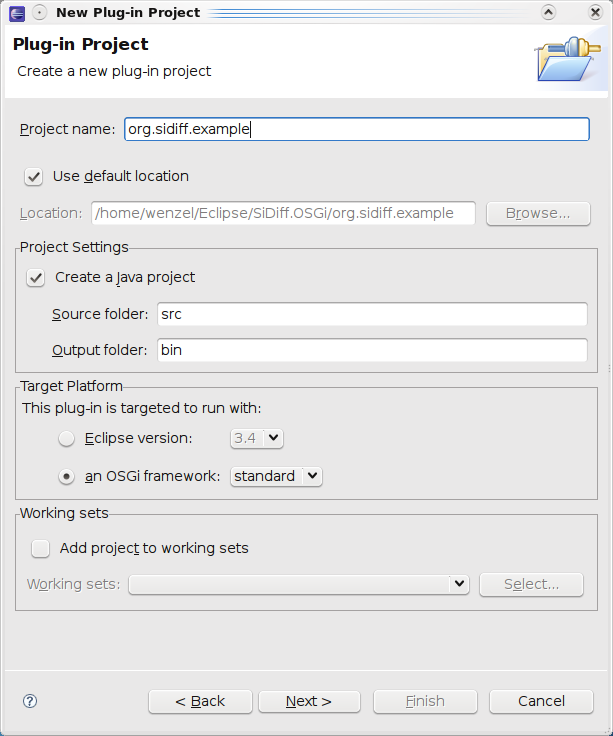 New Plug-in Project
Plug-in Project
Create a new plug-in project
Project name: org.sidiff.example
Use default location
Location: /home/wenzel/Eclipse/SiDiff.OSGi/org.sidiff.example Browse...
Project Settings
Create a Java project
Source folder: src
Output folder: bin
Target Platform
This plug-in is targeted to run with:
Eclipse version: 3.4
an OSGi framework: standard
Working sets
Add project to working sets
Working sets: Select...
? < Back Next > Finish Cancel